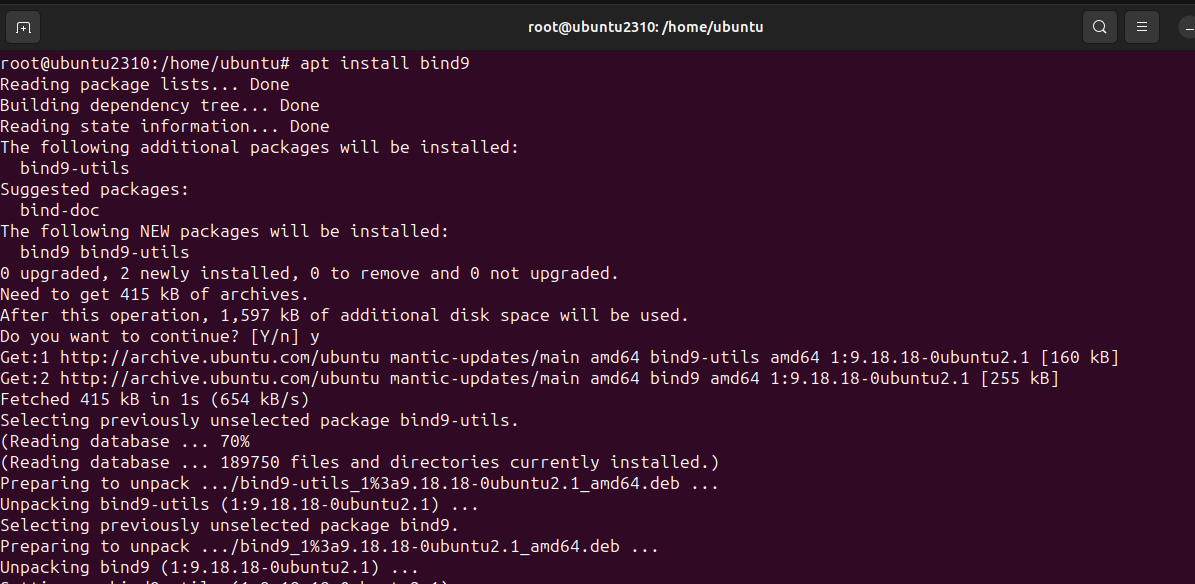 root@ubuntu2310: /home/ubuntu
root@ubuntu2310:/home/ubuntu# apt install bind9
Reading package lists... Done
Building dependency tree... Done
Reading state information... Done
The following additional packages will be installed:
  bind9-utils
Suggested packages:
  bind-doc
The following NEW packages will be installed:
  bind9 bind9-utils
0 upgraded, 2 newly installed, 0 to remove and 0 not upgraded.
Need to get 415 kB of archives.
After this operation, 1,597 kB of additional disk space will be used.
Do you want to continue? [Y/n] y
Get:1 http://archive.ubuntu.com/ubuntu mantic-updates/main amd64 bind9-utils amd64 1:9.18.18-0ubuntu2.1 [160 kB]
Get:2 http://archive.ubuntu.com/ubuntu mantic-updates/main amd64 bind9 amd64 1:9.18.18-0ubuntu2.1 [255 kB]
Fetched 415 kB in 1s (654 kB/s)
Selecting previously unselected package bind9-utils.
(Reading database ... 70%
(Reading database ... 189750 files and directories currently installed.)
Preparing to unpack .../bind9-utils_1%3a9.18.18-0ubuntu2.1_amd64.deb ...
Unpacking bind9-utils (1:9.18.18-0ubuntu2.1) ...
Selecting previously unselected package bind9.
Preparing to unpack .../bind9_1%3a9.18.18-0ubuntu2.1_amd64.deb ...
Unpacking bind9 (1:9.18.18-0ubuntu2.1) ...